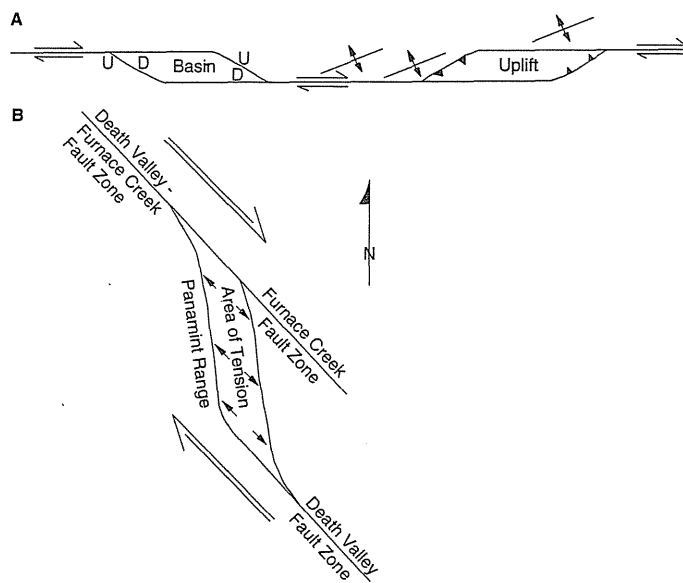 A
U
D
Basin
U
D
Uplift
B
Death Valley -
Furnace Creek
Fault Zone
N
Panamint Range
Area of Tension
Furnace Creek
Fault Zone
Death Valley
Fault Zone